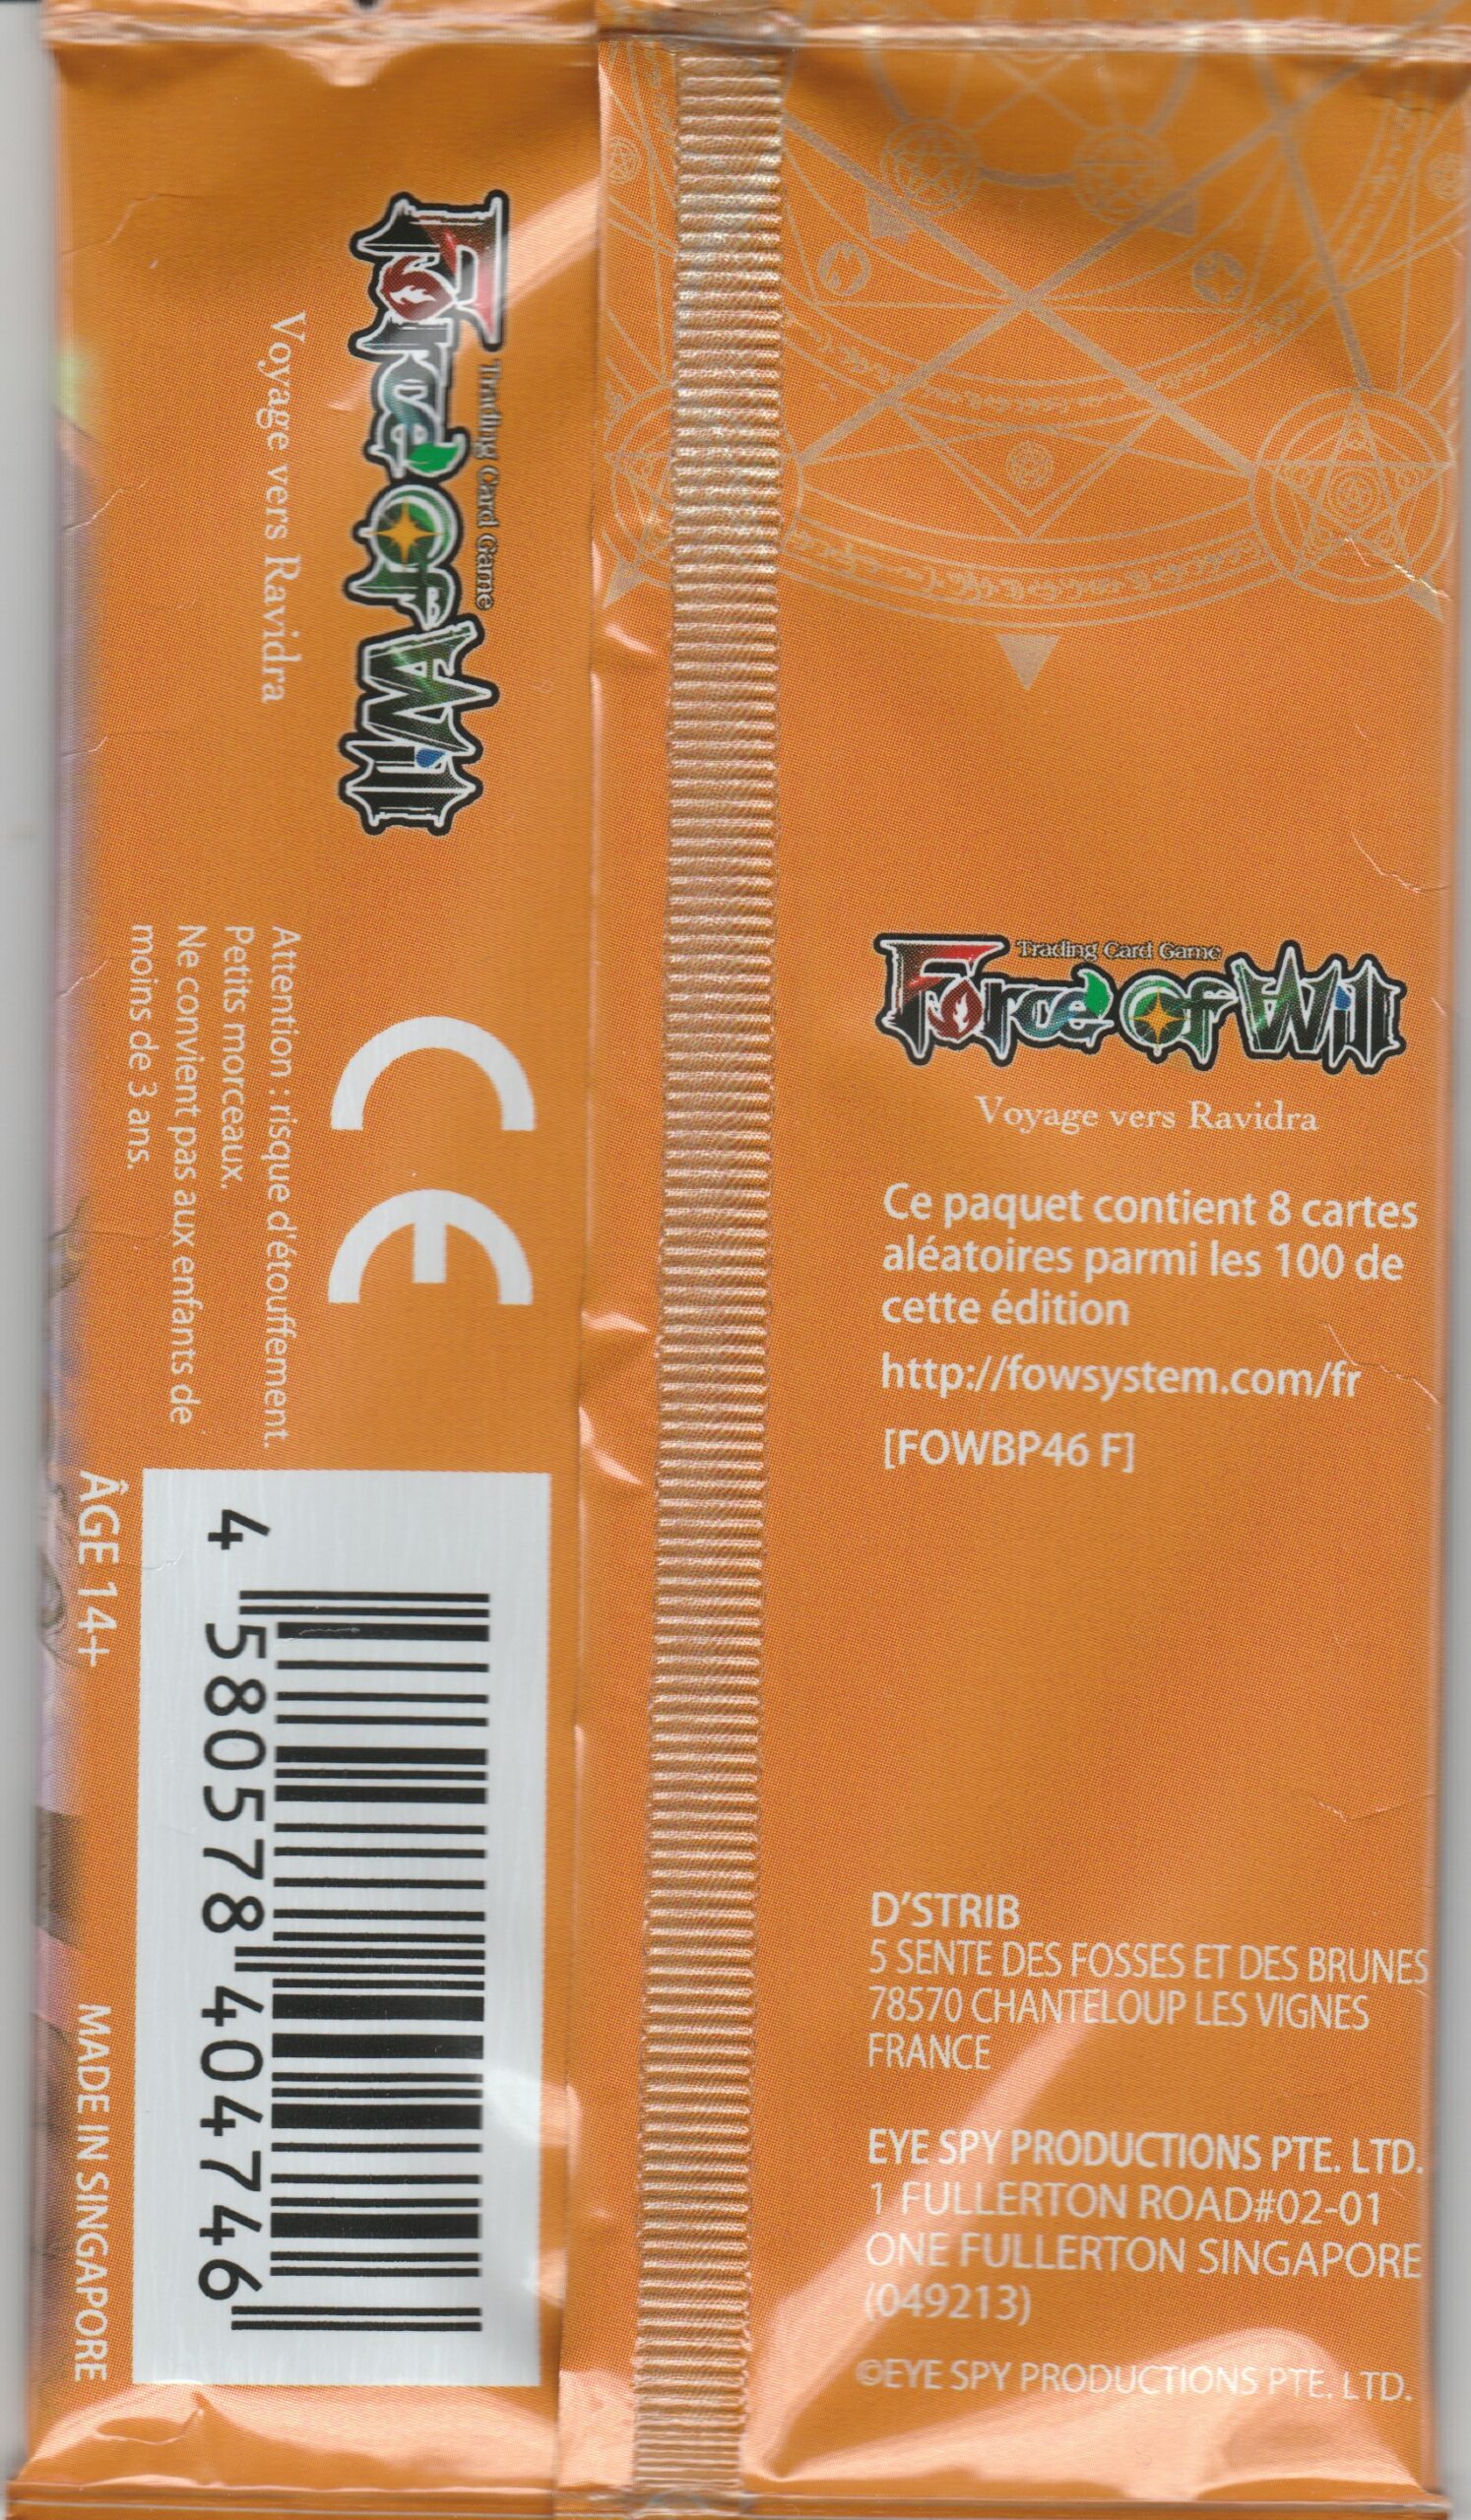 Trading Card Game
Force of Will
Voyage vers Ravidra
Attention : risque d'étouffement.
Petits morceaux.
Ne convient pas aux enfants de
moins de 3 ans.
CE
ÂGE 14+
4 580578 404746
MADE IN SINGAPORE
Trading Card Game
Force of Will
Voyage vers Ravidra
Ce paquet contient 8 cartes
aléatoires parmi les 100 de
cette édition
http://fowsystem.com/fr
[FOWBP46 F]
D'STRIB
5 SENTE DES FOSSES ET DES BRUNES
78570 CHANTELOUP LES VIGNES
FRANCE
EYE SPY PRODUCTIONS PTE. LTD.
1 FULLERTON ROAD#02-01
ONE FULLERTON SINGAPORE
(049213)
©EYE SPY PRODUCTIONS PTE. LTD.